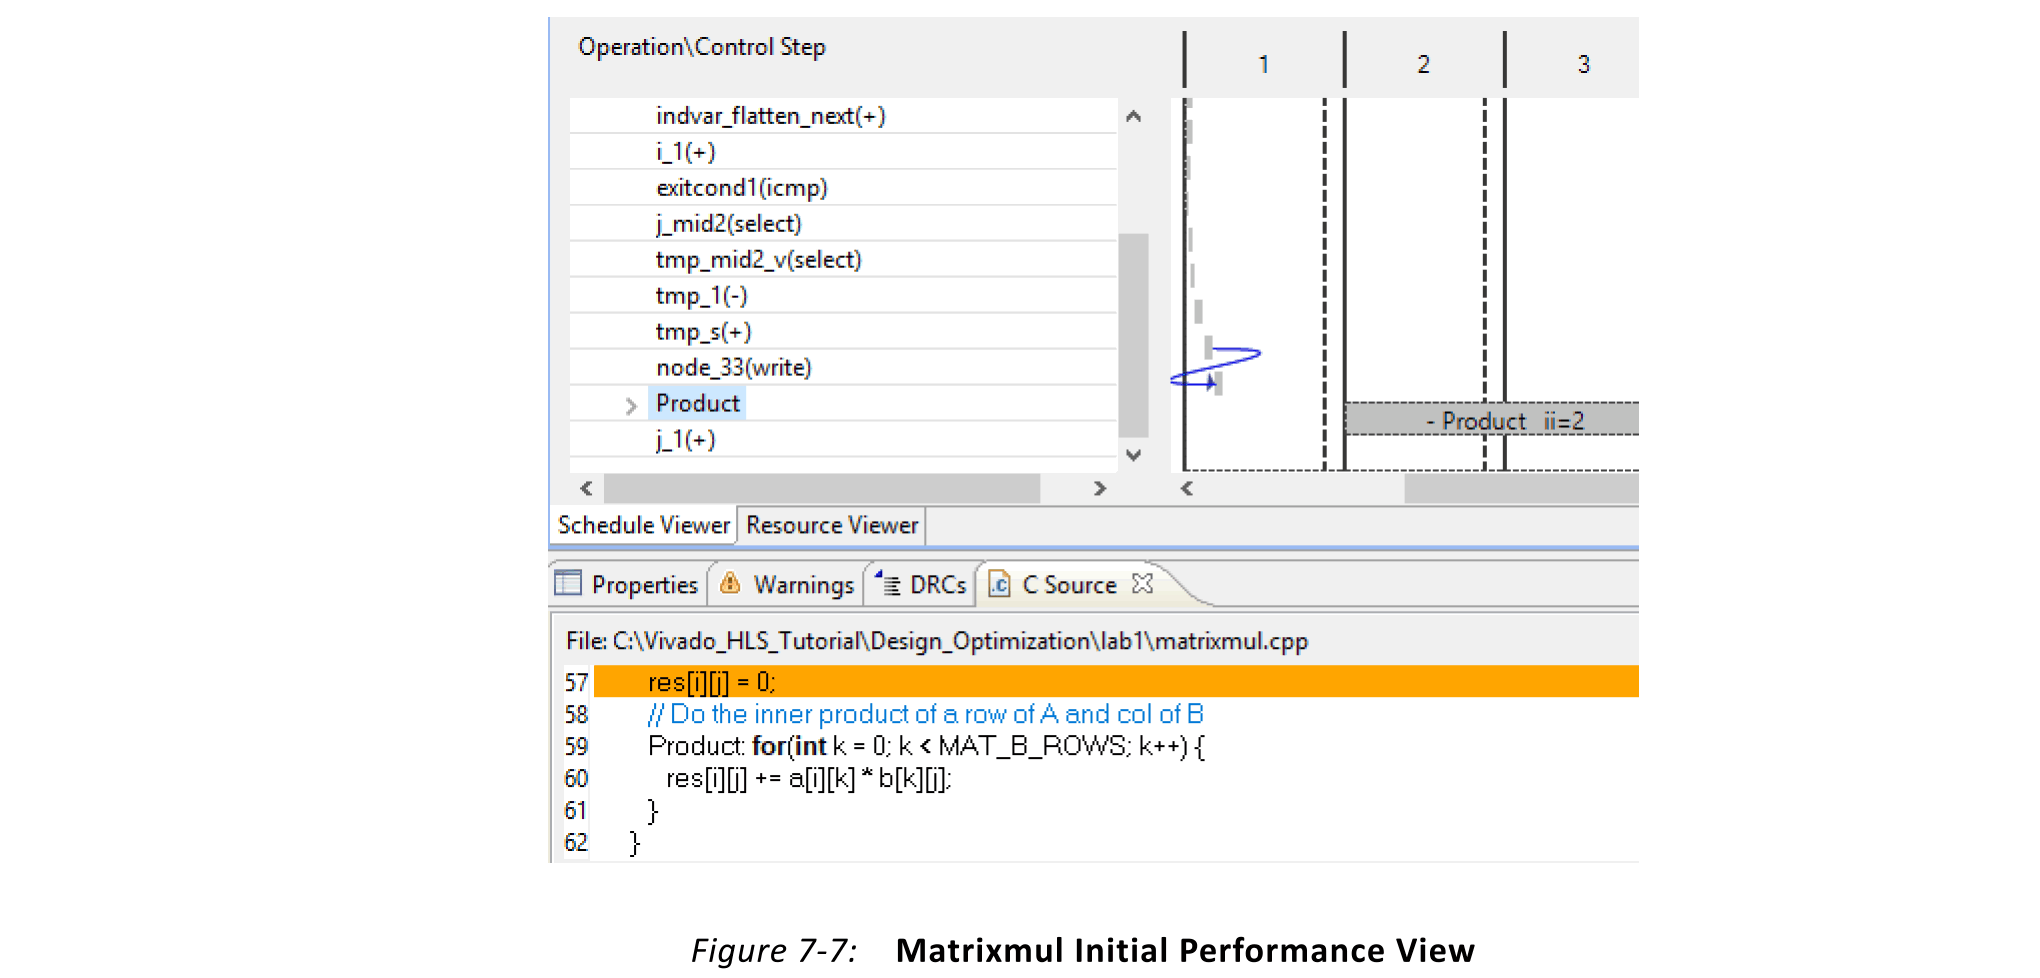 Operation\Control Step
1 2 3
indvar_flatten_next(+)
i_1(+)
exitcond1(icmp)
j_mid2(select)
tmp_mid2_v(select)
tmp_1(-)
tmp_s(+)
node_33(write)
Product
- Product ii=2
j_1(+)
Schedule Viewer Resource Viewer
Properties Warnings DRCs C Source
File: C:\Vivado_HLS_Tutorial\Design_Optimization\lab1\matrixmul.cpp
57 res[i][j] = 0;
58 // Do the inner product of a row of A and col of B
59 Product: for(int k = 0; k < MAT_B_ROWS; k++) {
60 res[i][j] += a[i][k] * b[k][j];
61 }
62 }
Figure 7-7: Matrixmul Initial Performance View